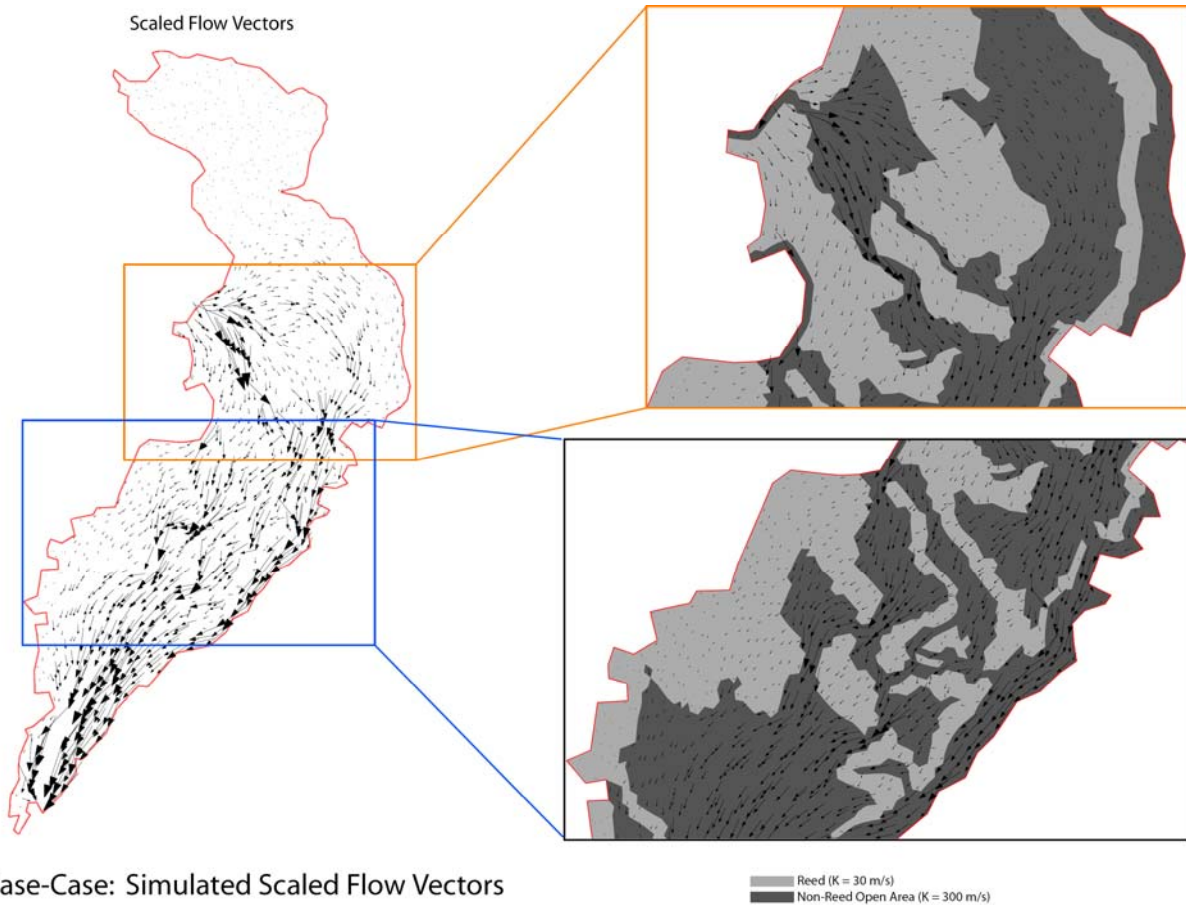 Scaled Flow Vectors
ase-Case: Simulated Scaled Flow Vectors
Reed (K = 30 m/s)
Non-Reed Open Area (K = 300 m/s)